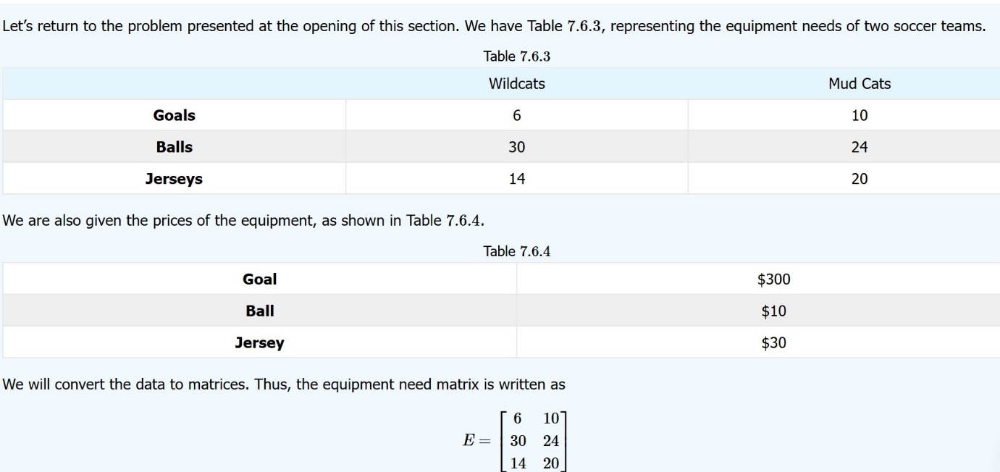 Let's return to the problem presented at the opening of this section. We have Table 7.6.3, representing the equipment needs of two soccer teams.
Table 7.6.3
Wildcats Mud Cats
Goals 6 10
Balls 30 24
Jerseys 14 20
We are also given the prices of the equipment, as shown in Table 7.6.4.
Table 7.6.4
Goal $300
Ball $10
Jersey $30
We will convert the data to matrices. Thus, the equipment need matrix is written as
6 10
E = 30 24
14 20